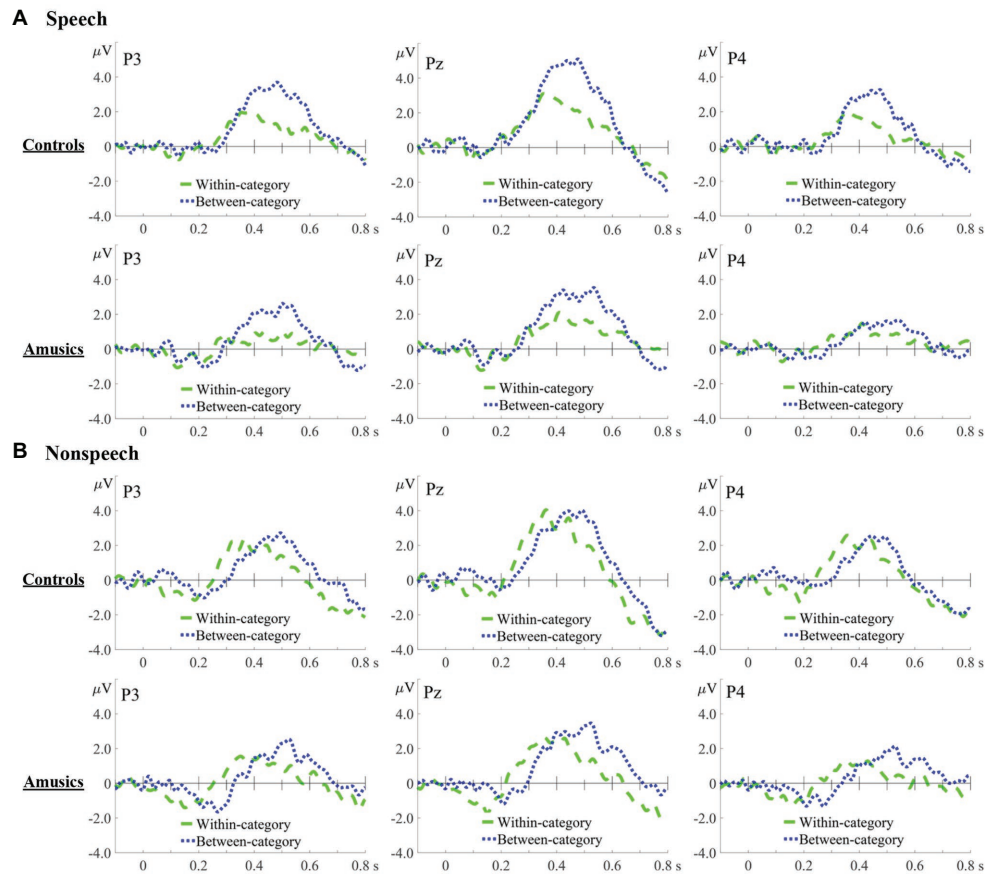 A Speech
μV P3
4.0
2.0
0
-2.0
-4.0
Controls
Within-category
Between-category
0 0.2 0.4 0.6 0.8 s
μV Pz
4.0
2.0
0
-2.0
-4.0
Within-category
Between-category
0 0.2 0.4 0.6 0.8 s
μV P4
4.0
2.0
0
-2.0
-4.0
Within-category
Between-category
0 0.2 0.4 0.6 0.8 s
μV P3
4.0
2.0
0
-2.0
-4.0
Amusics
Within-category
Between-category
0 0.2 0.4 0.6 0.8 s
μV Pz
4.0
2.0
0
-2.0
-4.0
Within-category
Between-category
0 0.2 0.4 0.6 0.8 s
μV P4
4.0
2.0
0
-2.0
-4.0
Within-category
Between-category
0 0.2 0.4 0.6 0.8 s
B Nonspeech
μV P3
4.0
2.0
0
-2.0
-4.0
Controls
Within-category
Between-category
0 0.2 0.4 0.6 0.8 s
μV Pz
4.0
2.0
0
-2.0
-4.0
Within-category
Between-category
0 0.2 0.4 0.6 0.8 s
μV P4
4.0
2.0
0
-2.0
-4.0
Within-category
Between-category
0 0.2 0.4 0.6 0.8 s
μV P3
4.0
2.0
0
-2.0
-4.0
Amusics
Within-category
Between-category
0 0.2 0.4 0.6 0.8 s
μV Pz
4.0
2.0
0
-2.0
-4.0
Within-category
Between-category
0 0.2 0.4 0.6 0.8 s
μV P4
4.0
2.0
0
-2.0
-4.0
Within-category
Between-category
0 0.2 0.4 0.6 0.8 s